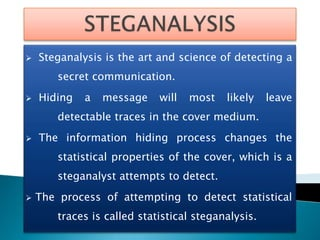 STEGANALYSIS
➢ Steganalysis is the art and science of detecting a
secret communication.
➢ Hiding a message will most likely leave
detectable traces in the cover medium.
➢ The information hiding process changes the
statistical properties of the cover, which is a
steganalyst attempts to detect.
➢ The process of attempting to detect statistical
traces is called statistical steganalysis.